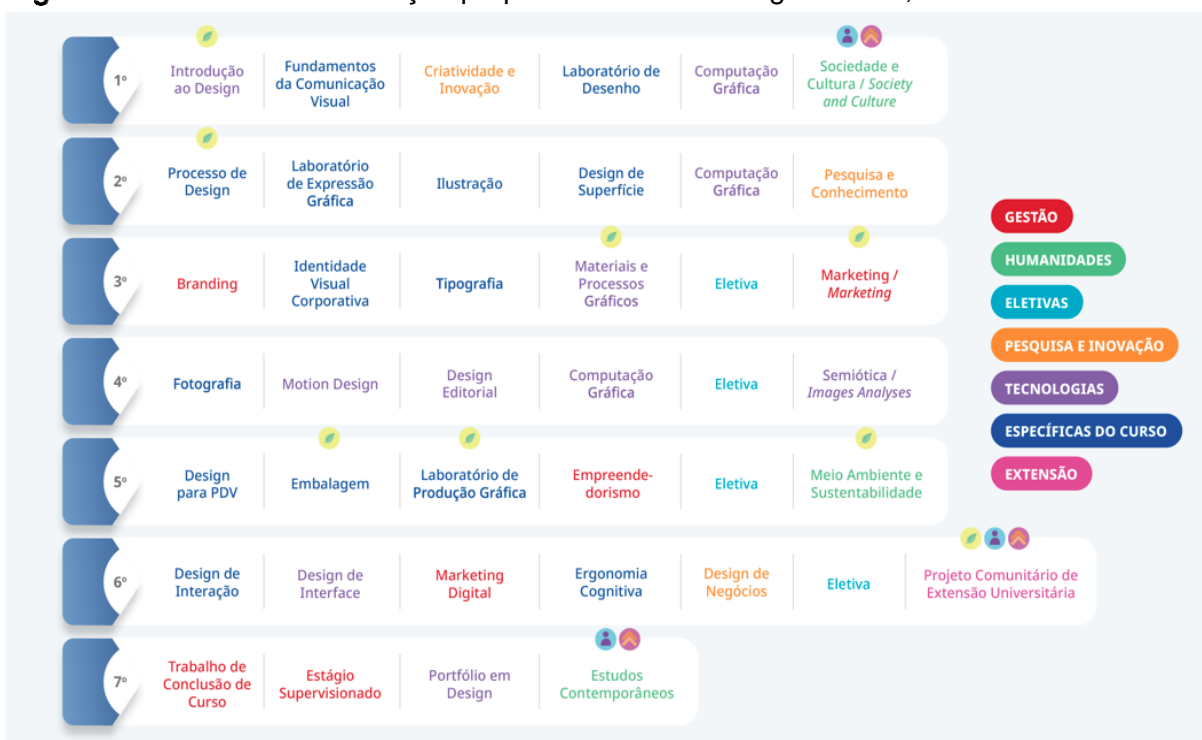 1º
Introdução
ao Design
Fundamentos
da Comunicação
Visual
Criatividade e
Inovação
Laboratório de
Desenho
Computação
Gráfica
Sociedade e
Cultura / Society
and Culture
2º
Processo de
Design
Laboratório
de Expressão
Gráfica
Ilustração
Design de
Superfície
Computação
Gráfica
Pesquisa e
Conhecimento
3º
Branding
Identidade
Visual
Corporativa
Tipografia
Materiais e
Processos
Gráficos
Eletiva
Marketing /
Marketing
4º
Fotografia
Motion Design
Design
Editorial
Computação
Gráfica
Eletiva
Semiótica /
Images Analyses
5º
Design
para PDV
Embalagem
Laboratório de
Produção Gráfica
Empreende-
dorismo
Eletiva
Meio Ambiente e
Sustentabilidade
6º
Design de
Interação
Design de
Interface
Marketing
Digital
Ergonomia
Cognitiva
Design de
Negócios
Eletiva
Projeto Comunitário de
Extensão Universitária
7º
Trabalho de
Conclusão de
Curso
Estágio
Supervisionado
Portfólio em
Design
Estudos
Contemporâneos
GESTÃO
HUMANIDADES
ELETIVAS
PESQUISA E INOVAÇÃO
TECNOLOGIAS
ESPECÍFICAS DO CURSO
EXTENSÃO